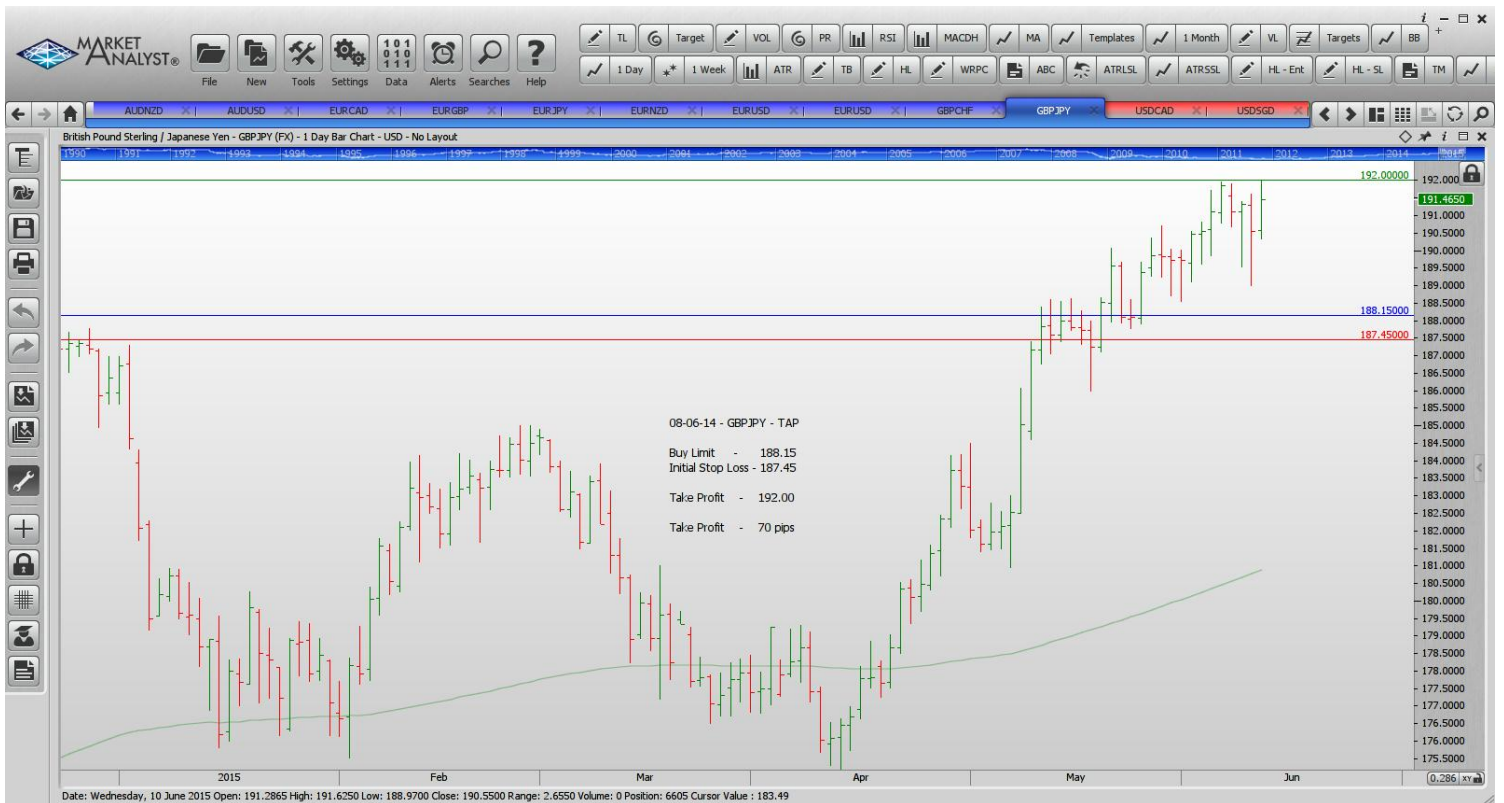 MARKET ANALYST®
File New Tools Settings Data Alerts Searches Help
TL Target VOL PR RSI MACDH MA Templates 1 Month VL Targets BB
1 Day 1 Week ATR TB HL WRPC ABC ATRLSL ATRSSL HL - Ent HL - SL TM
AUDNZD AUDUSD EURCAD EURGBP EURJPY EURNZD EURUSD EURUSD GBPCHF GBPJPY USDCAD USDSGD
British Pound Sterling / Japanese Yen - GBPJPY (FX) - 1 Day Bar Chart - USD - No Layout
1990 1991 1992 1993 1994 1995 1996 1997 1998 1999 2000 2001 2002 2003 2004 2005 2006 2007 2008 2009 2010 2011 2012 2013 2014 2015
192.00000
192.000
191.4650
191.0000
190.5000
190.0000
189.5000
189.0000
188.5000
188.15000
188.0000
187.45000
187.5000
187.0000
186.5000
186.0000
185.5000
185.0000
184.5000
184.0000
183.5000
183.0000
182.5000
182.0000
181.5000
181.0000
180.5000
180.0000
179.5000
179.0000
178.5000
178.0000
177.5000
177.0000
176.5000
176.0000
175.5000
08-06-14 - GBPJPY - TAP
Buy Limit - 188.15
Initial Stop Loss - 187.45
Take Profit - 192.00
Take Profit - 70 pips
2015 Feb Mar Apr May Jun
0.286 XY
Date: Wednesday, 10 June 2015 Open: 191.2865 High: 191.6250 Low: 188.9700 Close: 190.5500 Range: 2.6550 Volume: 0 Position: 6605 Cursor Value : 183.49